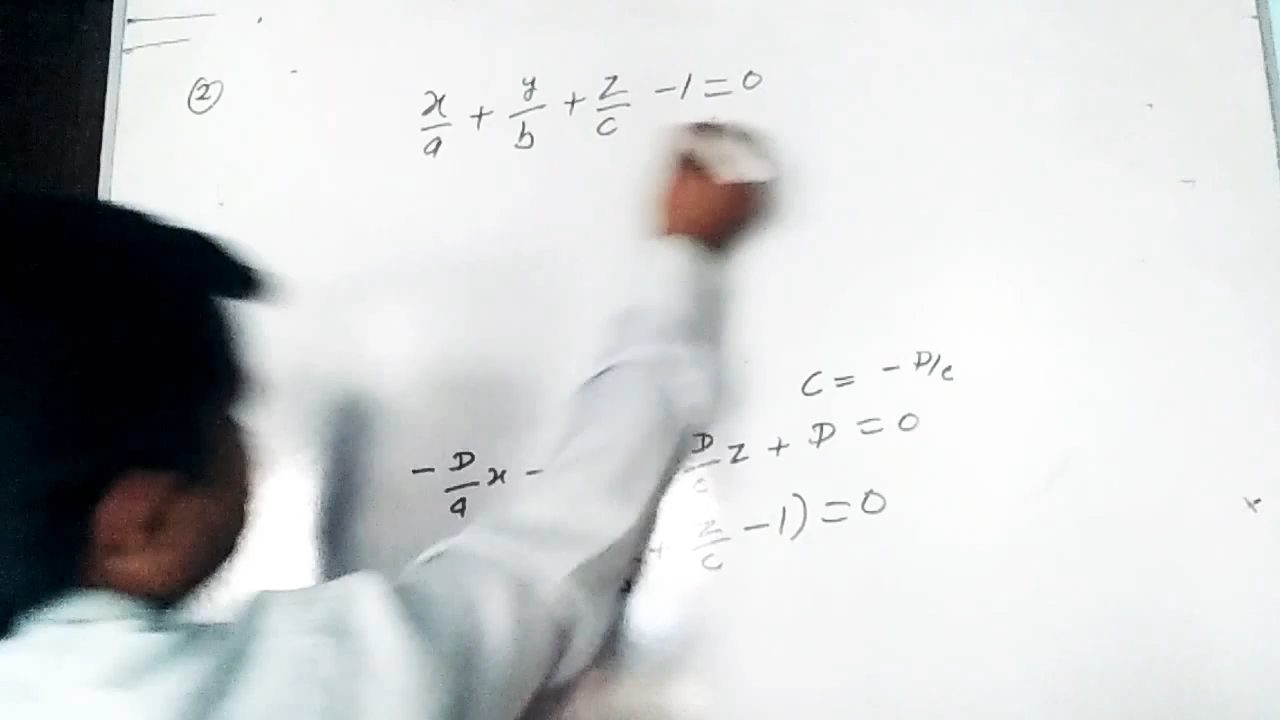 ② x/a + y/b + z/c - 1 = 0
C = - D/c
- D/a x - D/c z + D = 0
+ z/c - 1) = 0